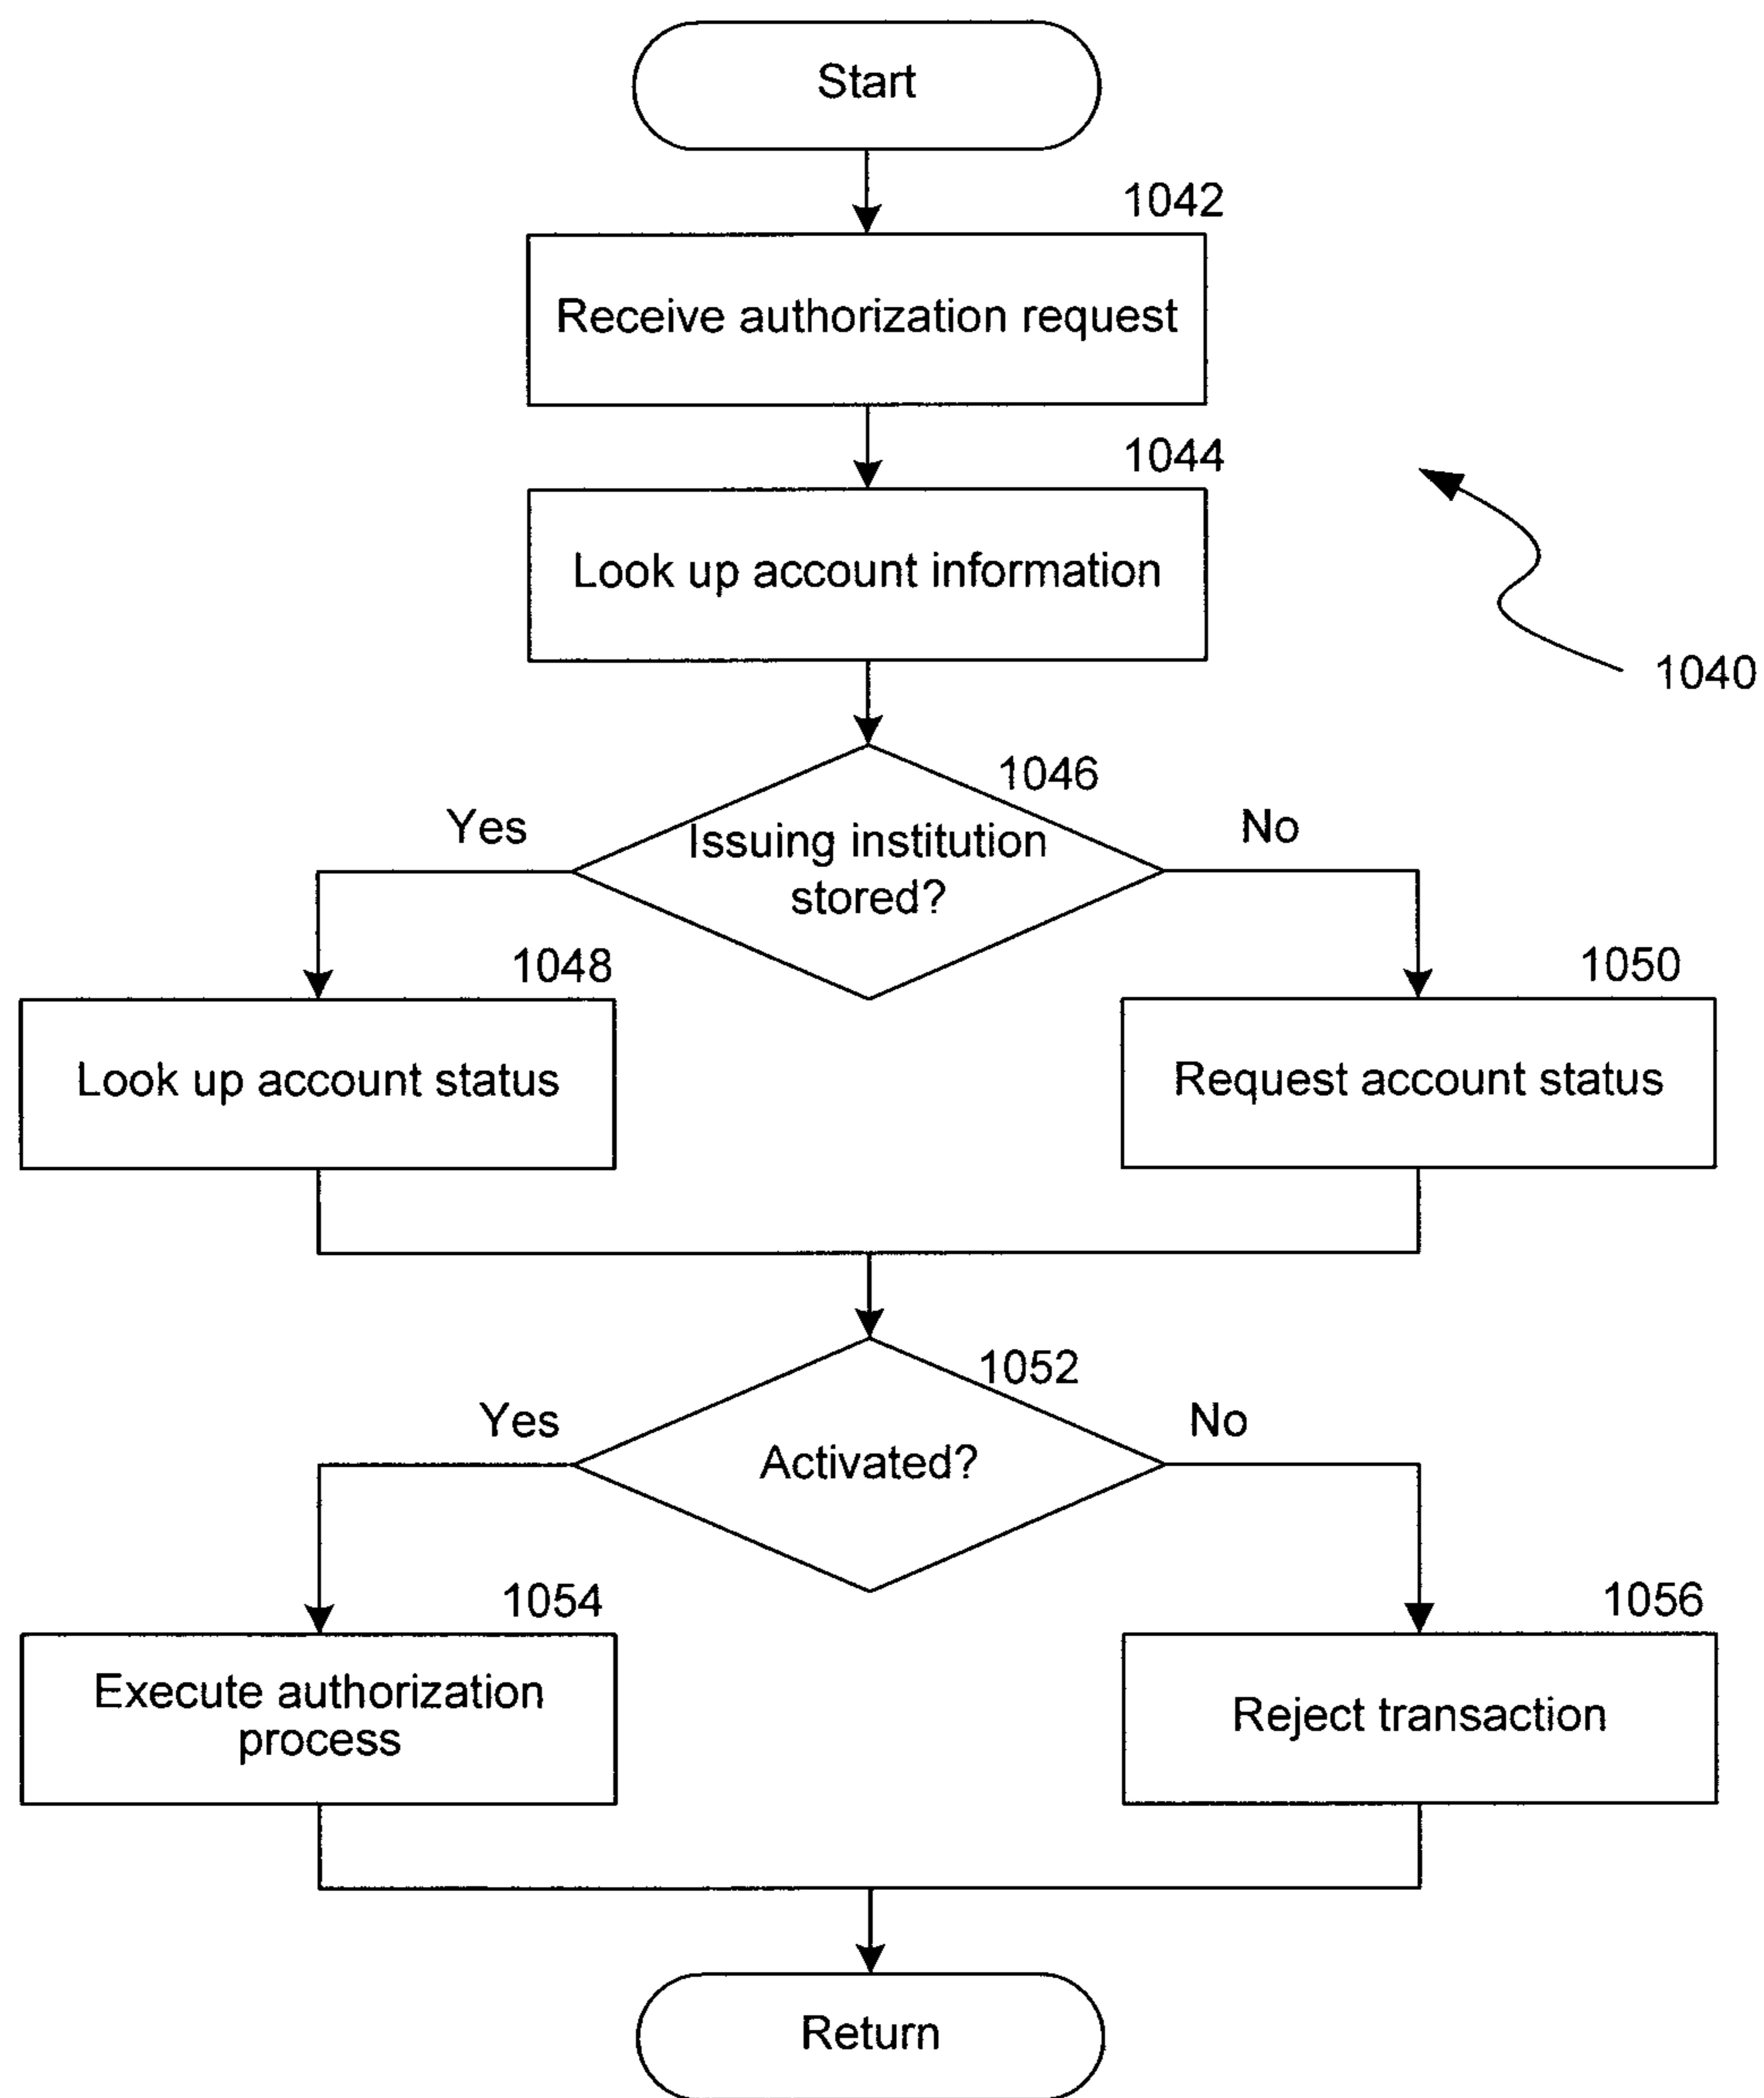 Start
1042
Receive authorization request
1044
Look up account information
1040
1046
Yes
No
Issuing institution
stored?
1048
1050
Look up account status
Request account status
1052
Yes
No
Activated?
1054
1056
Execute authorization
process
Reject transaction
Return